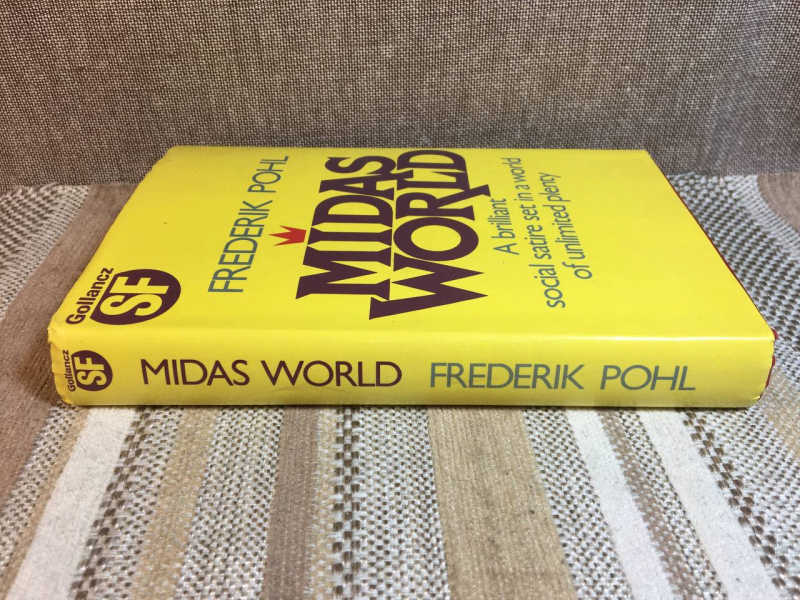 Gollancz
SF
FREDERIK POHL
MIDAS
WORLD
A brilliant
social satire set in a world
of unlimited plenty
Gollancz
SF
MIDAS WORLD FREDERIK POHL